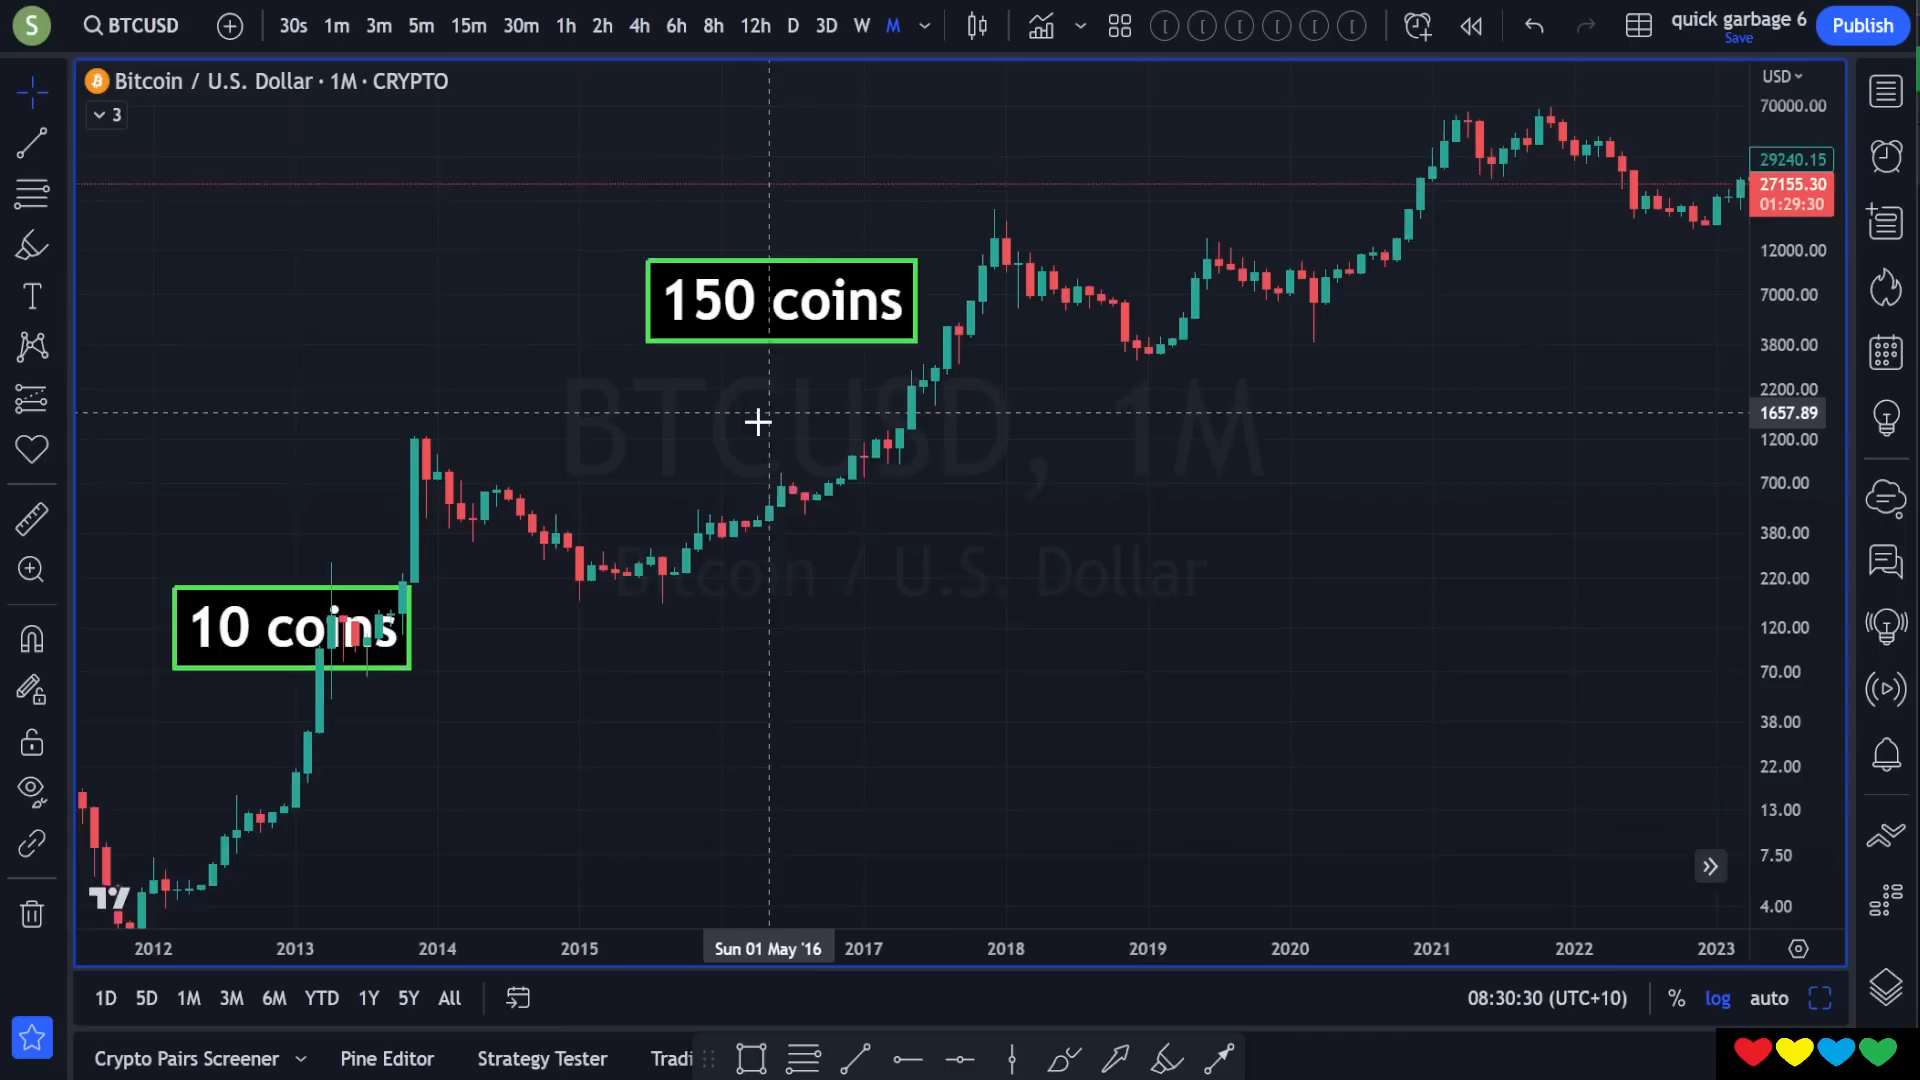 S
BTCUSD
30s 1m 3m 5m 15m 30m 1h 2h 4h 6h 8h 12h D 3D W M
quick garbage 6
Save
Publish
Bitcoin / U.S. Dollar · 1M · CRYPTO
3
USD
70000.00
29240.15
27155.30
01:29:30
12000.00
7000.00
3800.00
2200.00
1657.89
1200.00
700.00
380.00
220.00
120.00
70.00
38.00
22.00
13.00
7.50
4.00
150 coins
BTCUSD, 1M
Bitcoin / U.S. Dollar
10 coins
2012 2013 2014 2015 Sun 01 May '16 2017 2018 2019 2020 2021 2022 2023
1D 5D 1M 3M 6M YTD 1Y 5Y All
08:30:30 (UTC+10) % log auto
Crypto Pairs Screener Pine Editor Strategy Tester Tradi